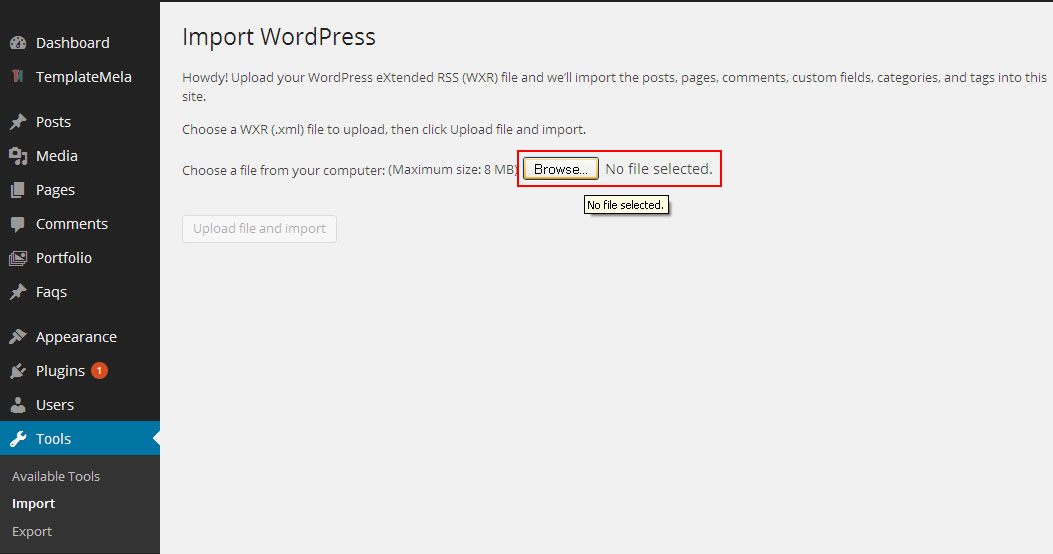 Dashboard
TemplateMela
Posts
Media
Pages
Comments
Portfolio
Faqs
Appearance
Plugins 1
Users
Tools
Available Tools
Import
Export
Import WordPress
Howdy! Upload your WordPress eXtended RSS (WXR) file and we'll import the posts, pages, comments, custom fields, categories, and tags into this
site.
Choose a WXR (.xml) file to upload, then click Upload file and import.
Choose a file from your computer: (Maximum size: 8 MB) Browse... No file selected.
No file selected.
Upload file and import